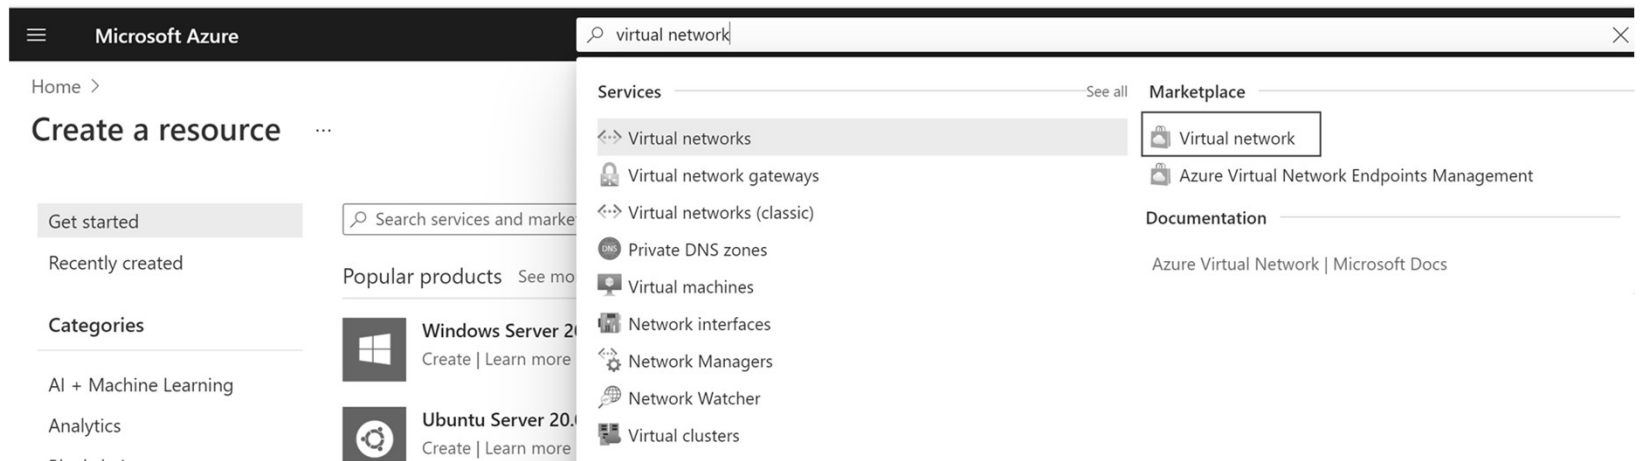 Microsoft Azure
virtual network
Home
Create a resource
...
Get started
Recently created
Categories
AI + Machine Learning
Analytics
Search services and marke
Popular products See mo
Windows Server 20
Create | Learn more
Ubuntu Server 20.
Create | Learn more
Services
See all
Virtual networks
Virtual network gateways
Virtual networks (classic)
DNS Private DNS zones
Virtual machines
Network interfaces
Network Managers
Network Watcher
Virtual clusters
Marketplace
Virtual network
Azure Virtual Network Endpoints Management
Documentation
Azure Virtual Network | Microsoft Docs